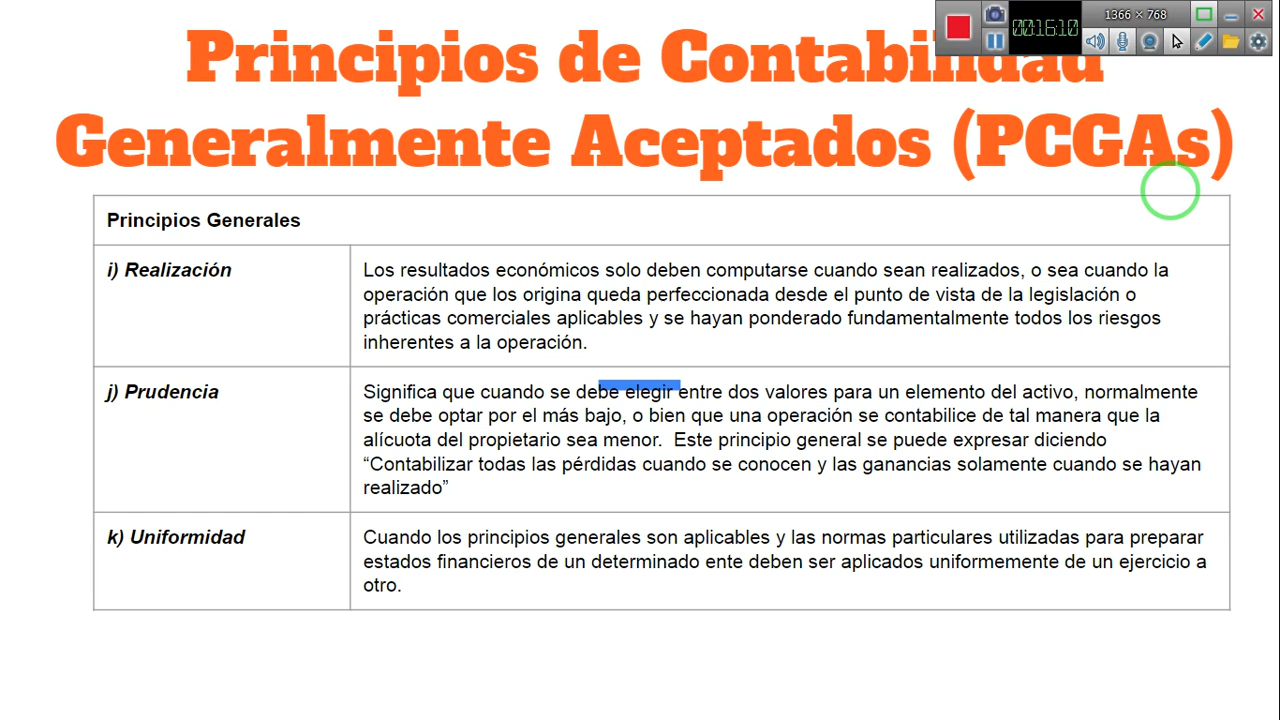 1366 × 768
00:16:10
Principios de Contabilidad
Generalmente Aceptados (PCGAs)
Principios Generales
i) Realización
Los resultados económicos solo deben computarse cuando sean realizados, o sea cuando la
operación que los origina queda perfeccionada desde el punto de vista de la legislación o
prácticas comerciales aplicables y se hayan ponderado fundamentalmente todos los riesgos
inherentes a la operación.
j) Prudencia
Significa que cuando se debe elegir entre dos valores para un elemento del activo, normalmente
se debe optar por el más bajo, o bien que una operación se contabilice de tal manera que la
alícuota del propietario sea menor.  Este principio general se puede expresar diciendo
“Contabilizar todas las pérdidas cuando se conocen y las ganancias solamente cuando se hayan
realizado”
k) Uniformidad
Cuando los principios generales son aplicables y las normas particulares utilizadas para preparar
estados financieros de un determinado ente deben ser aplicados uniformemente de un ejercicio a
otro.